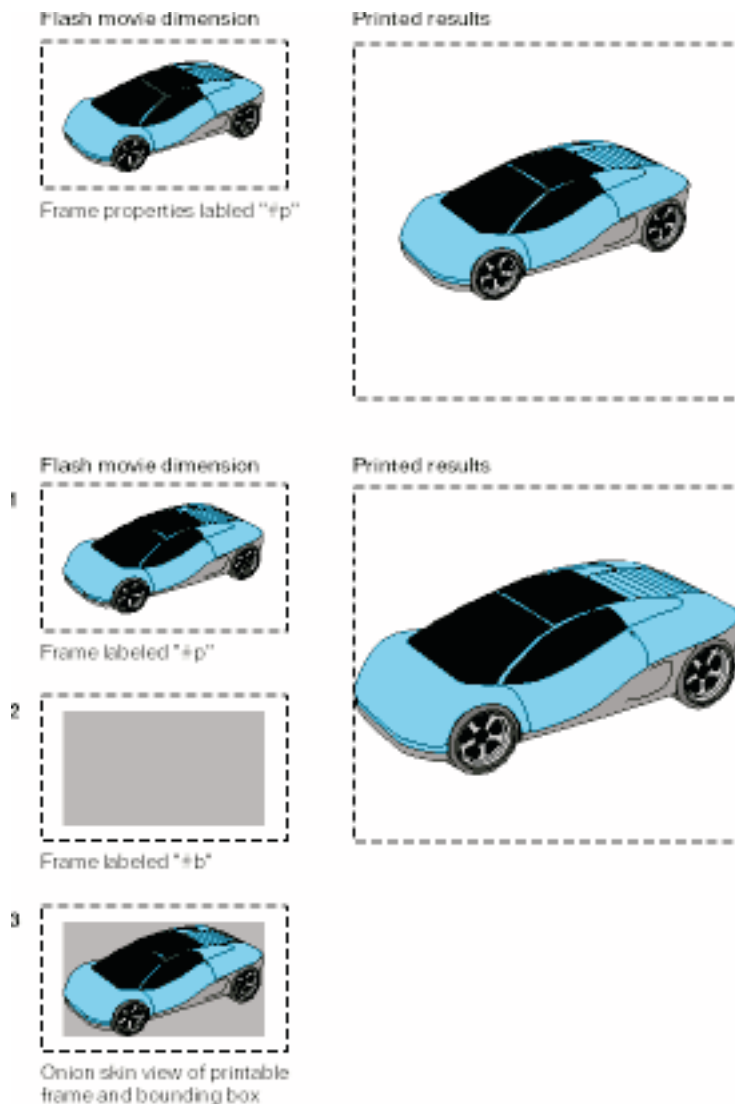 Flash movie dimension
Printed results
Frame properties labled "#p"
Flash movie dimension
Printed results
1
Frame labeled "#p"
2
Frame labeled "#b"
3
Onion skin view of printable
frame and bounding box